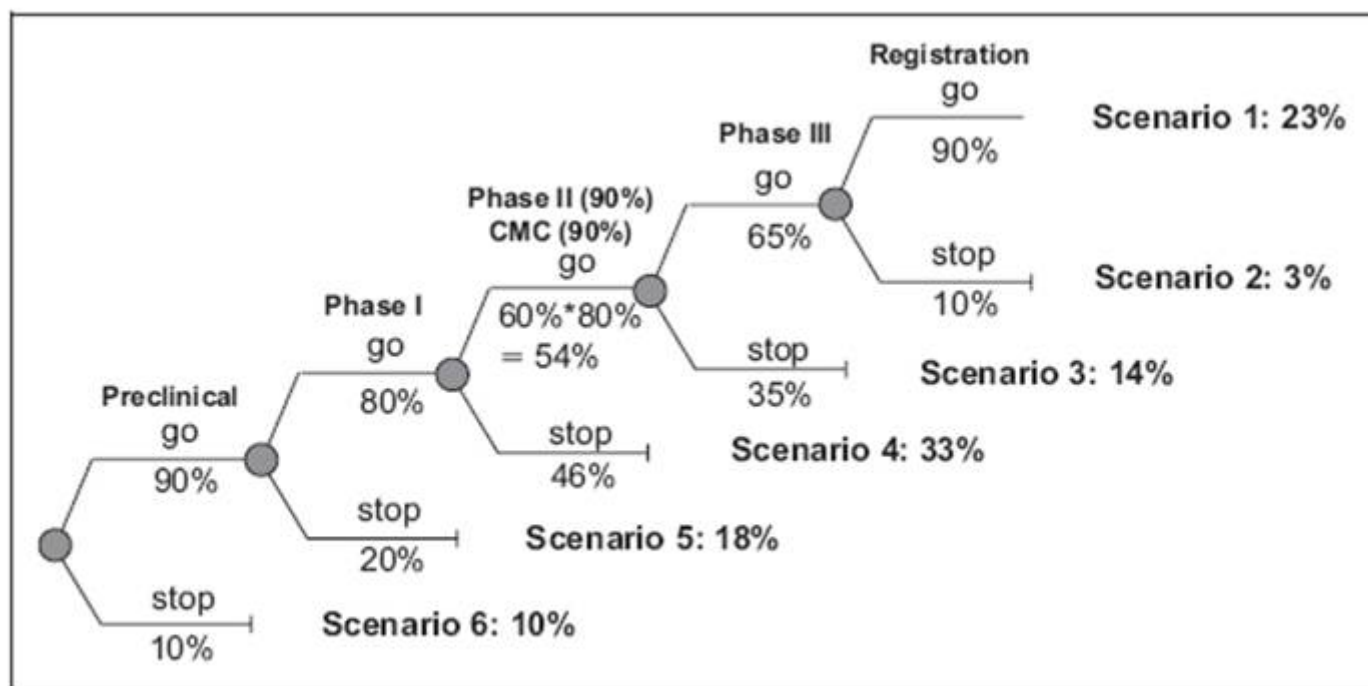 Registration
go
90%
Scenario 1: 23%
Phase III
go
65%
stop
10%
Scenario 2: 3%
Phase II (90%)
CMC (90%)
go
60%*80%
= 54%
stop
35%
Scenario 3: 14%
Phase I
go
80%
stop
46%
Scenario 4: 33%
Preclinical
go
90%
stop
20%
Scenario 5: 18%
stop
10%
Scenario 6: 10%